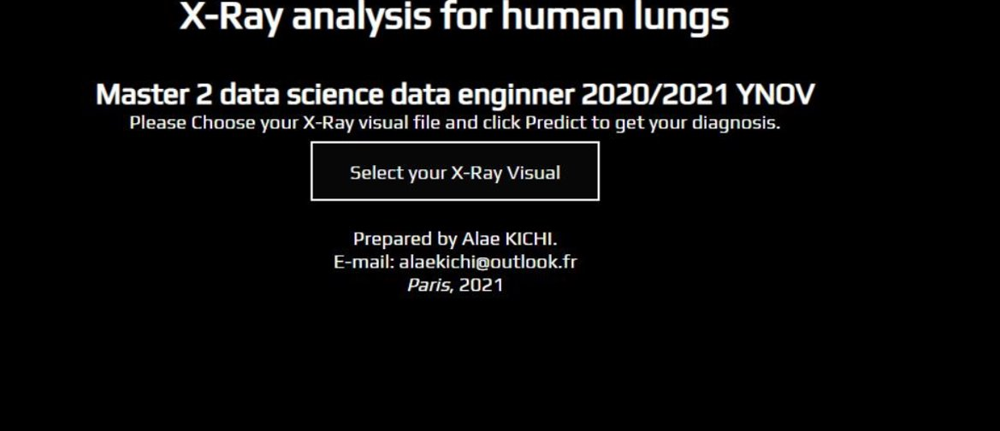 X-Ray analysis for human lungs
Master 2 data science data enginner 2020/2021 YNOV
Please Choose your X-Ray visual file and click Predict to get your diagnosis.
Select your X-Ray Visual
Prepared by Alae KICHI.
E-mail: alaekichi@outlook.fr
Paris, 2021